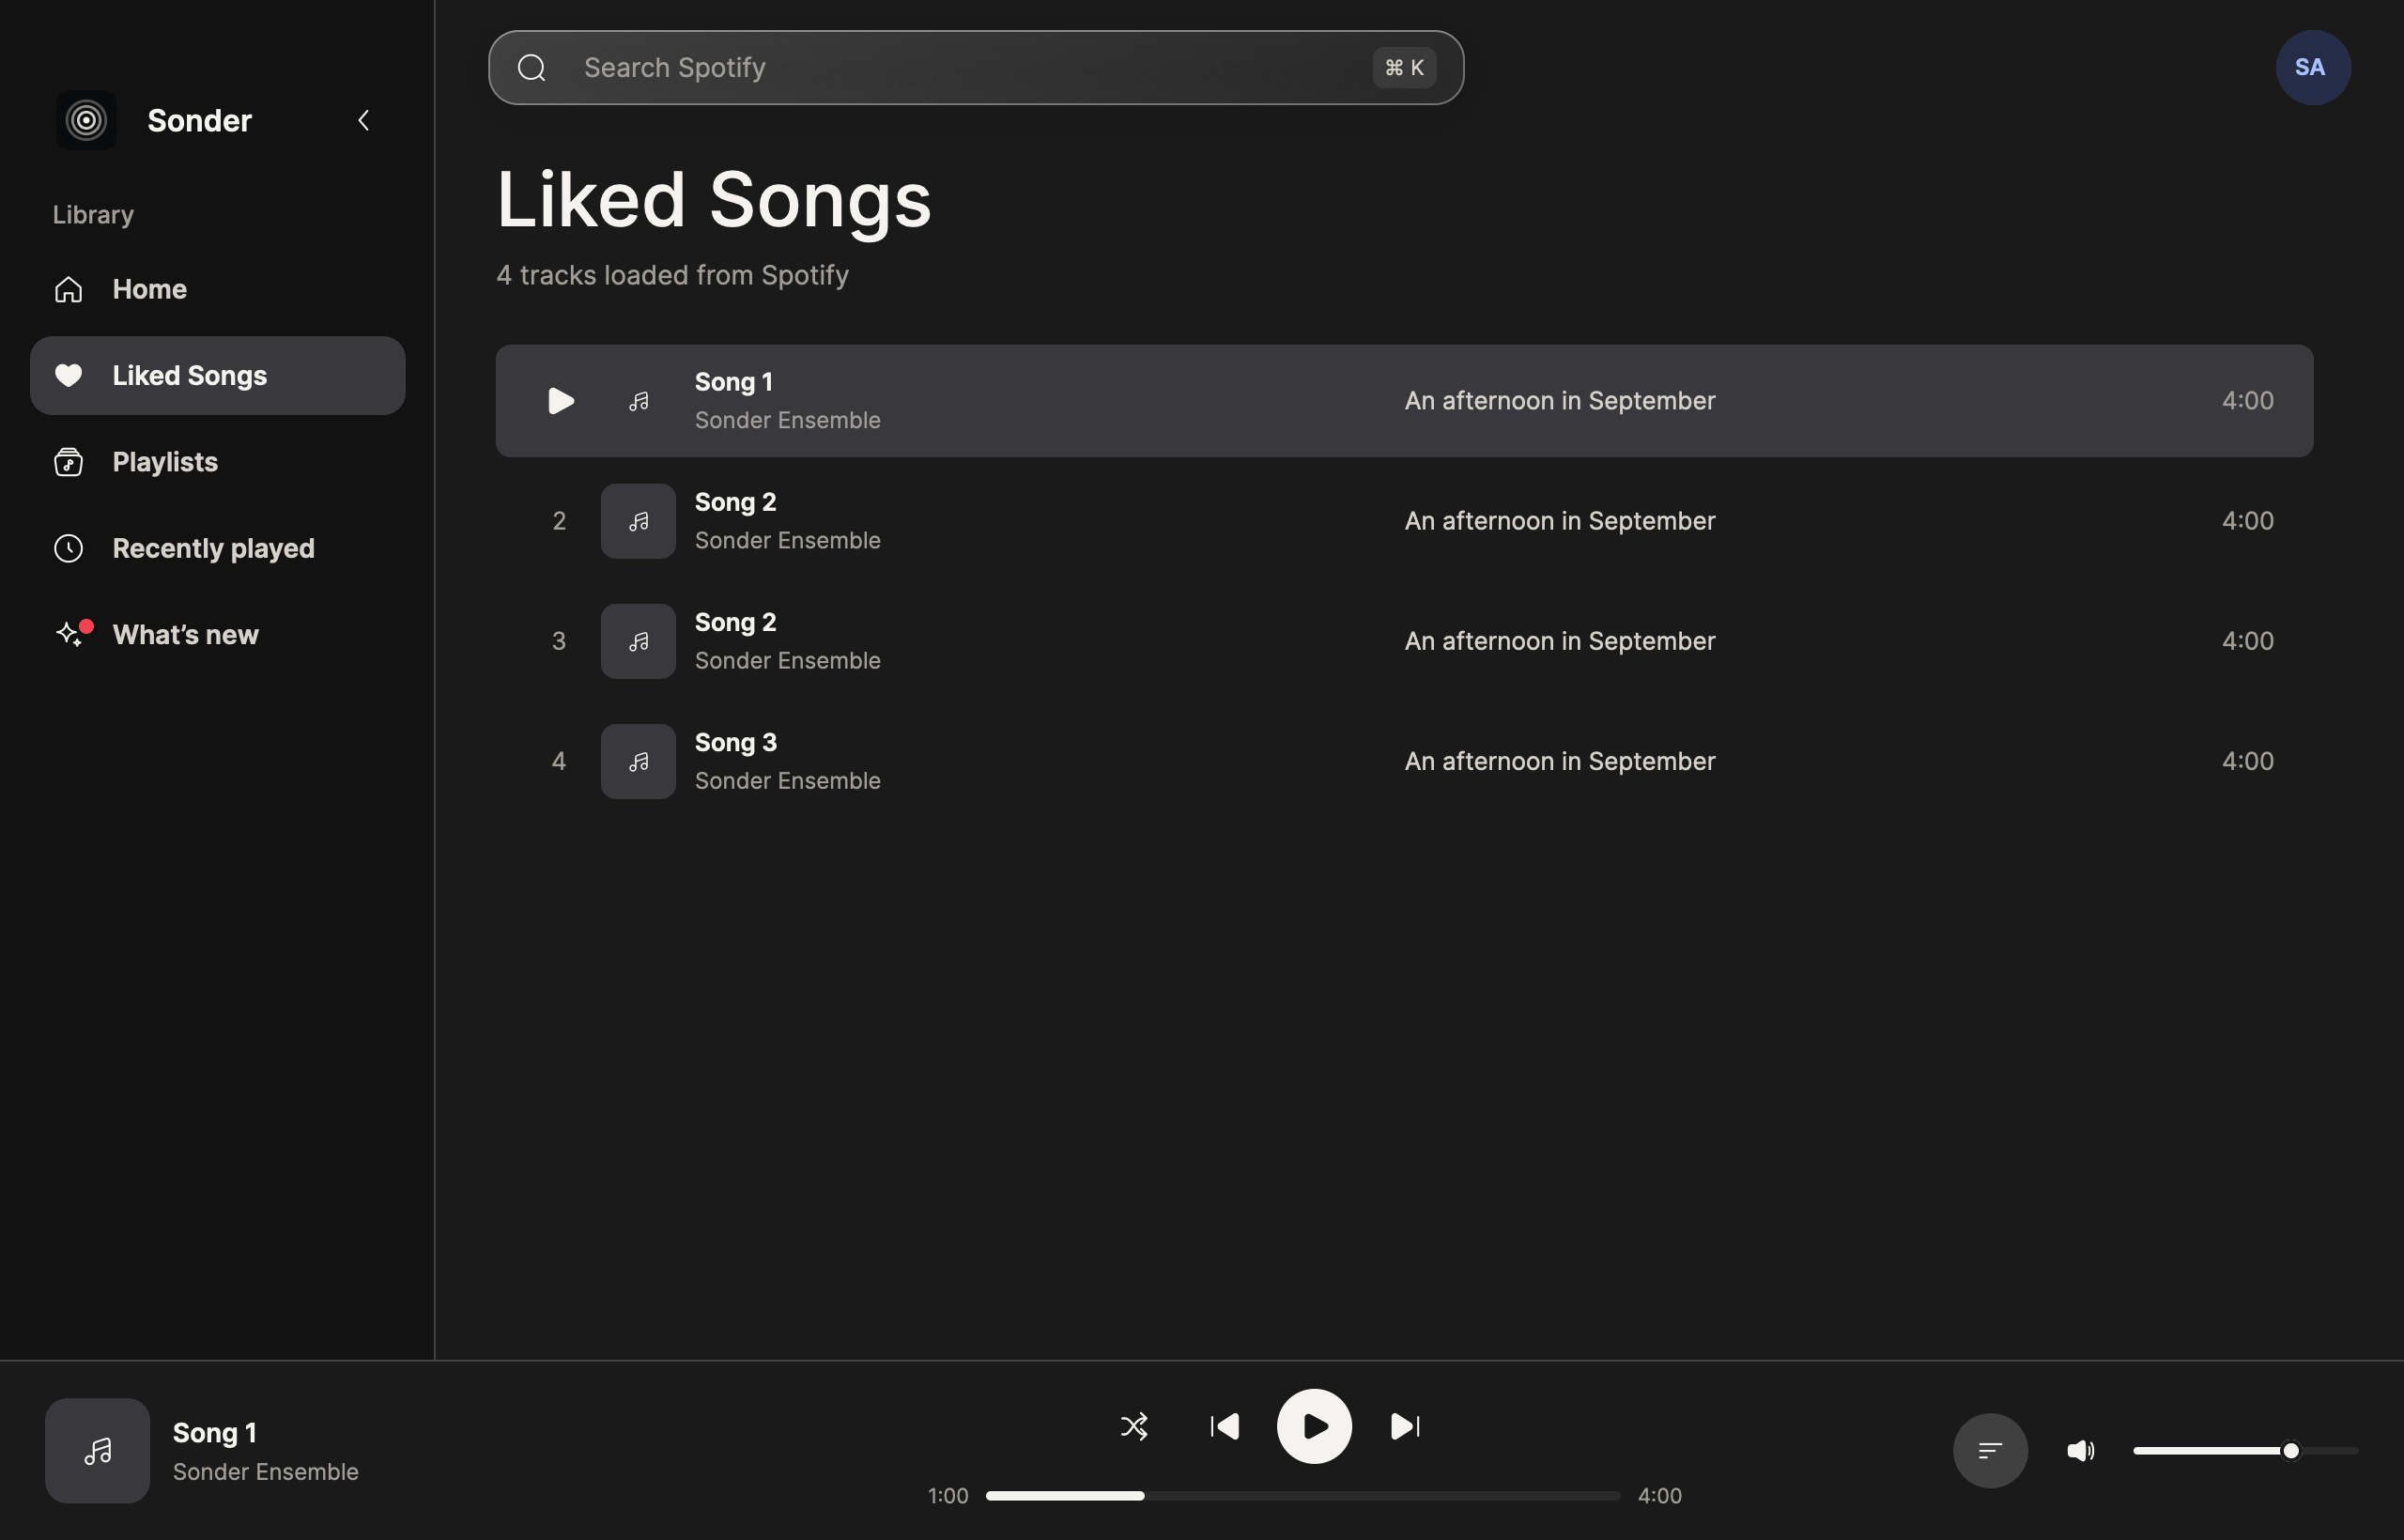 Search Spotify
⌘ K
SA
Sonder
Library
Home
Liked Songs
Playlists
Recently played
What’s new
Liked Songs
4 tracks loaded from Spotify
Song 1
Sonder Ensemble
An afternoon in September
4:00
2
Song 2
Sonder Ensemble
An afternoon in September
4:00
3
Song 2
Sonder Ensemble
An afternoon in September
4:00
4
Song 3
Sonder Ensemble
An afternoon in September
4:00
Song 1
Sonder Ensemble
1:00
4:00